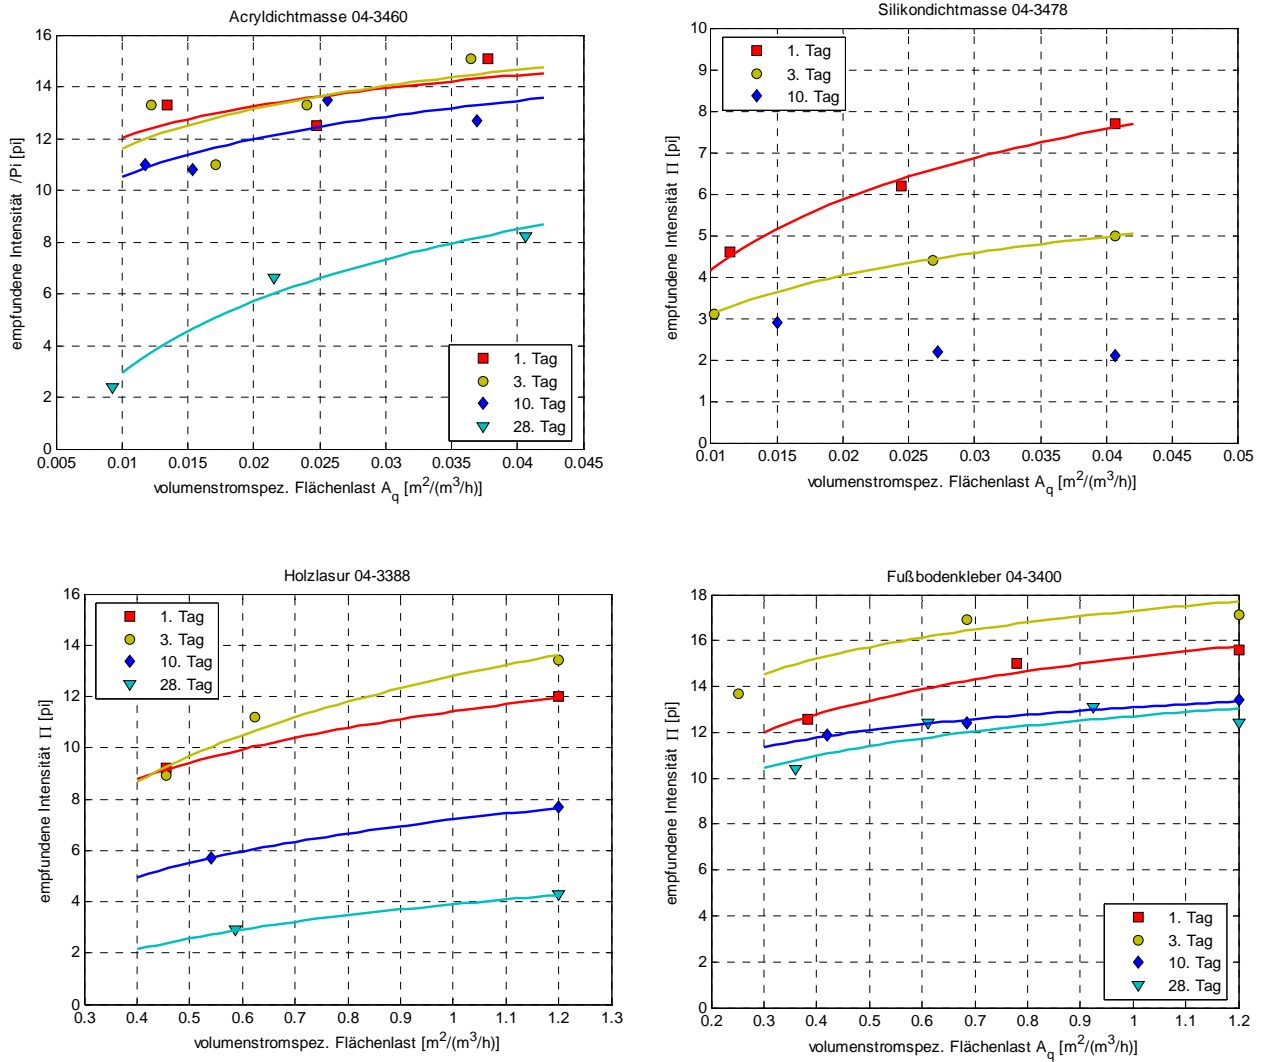 Acryldichtmasse 04-3460
16
14
12
10
8
6
4
2
0
empfundene Intensität /Pi [pi]
1. Tag
3. Tag
10. Tag
28. Tag
0.005 0.01 0.015 0.02 0.025 0.03 0.035 0.04 0.045
volumenstromspez. Flächenlast A_q [m²/(m³/h)]
Silikondichtmasse 04-3478
10
9
8
7
6
5
4
3
2
1
0
empfundene Intensität Π [pi]
1. Tag
3. Tag
10. Tag
0.01 0.015 0.02 0.025 0.03 0.035 0.04 0.045 0.05
volumenstromspez. Flächenlast A_q [m²/(m³/h)]
Holzlasur 04-3388
16
14
12
10
8
6
4
2
0
empfundene Intensität Π [pi]
1. Tag
3. Tag
10. Tag
28. Tag
0.3 0.4 0.5 0.6 0.7 0.8 0.9 1 1.1 1.2 1.3
volumenstromspez. Flächenlast [m²/(m³/h)]
Fußbodenkleber 04-3400
18
16
14
12
10
8
6
4
2
0
empfundene Intensität Π [pi]
1. Tag
3. Tag
10. Tag
28. Tag
0.2 0.3 0.4 0.5 0.6 0.7 0.8 0.9 1 1.1 1.2
volumenstromspez. Flächenlast A_q [m²/(m³/h)]